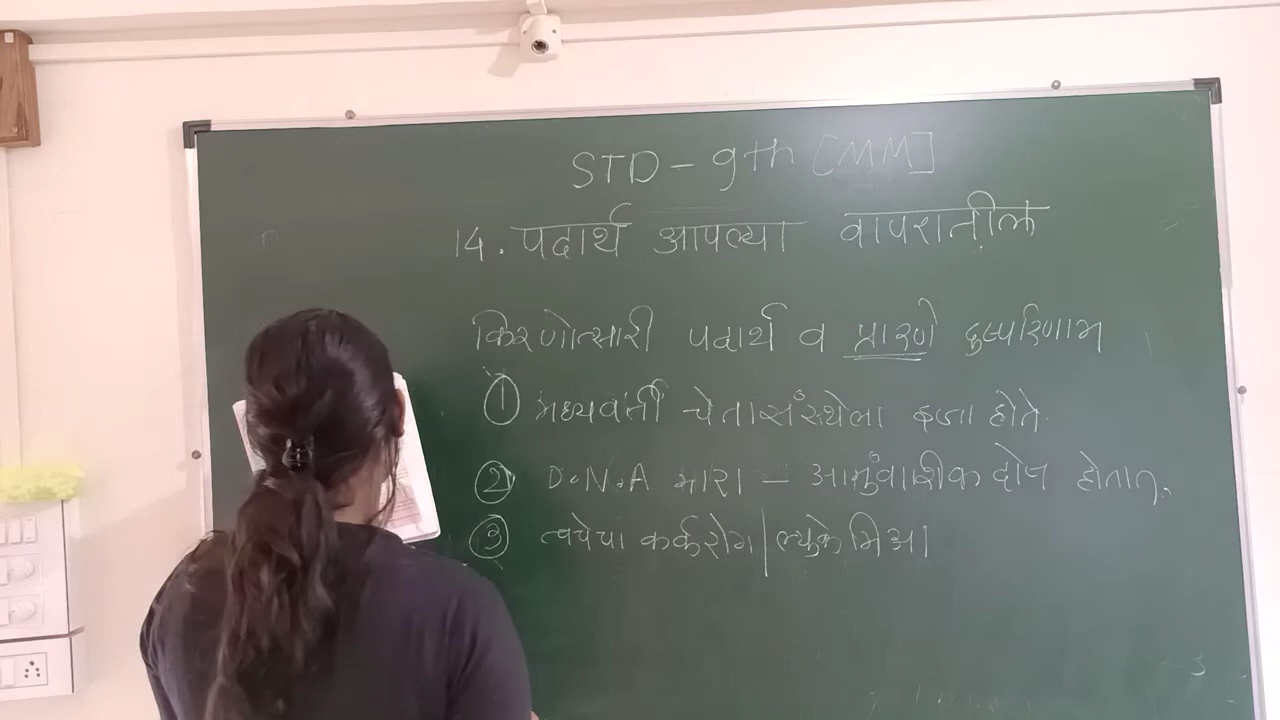 STD - 9th [MM]
14. पदार्थ आपल्या वापरातील
किरणोत्सारी पदार्थ व प्रारणे दुष्परिणाम
① मध्यवर्ती चेतासंस्थेला इजा होते.
② D.N.A मारा - आनुंवाशीक दोष होतात.
③ त्वचेचा कर्करोग | ल्युकेमिआ